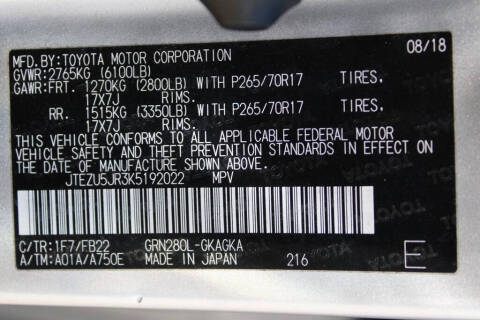 MFD.BY:TOYOTA MOTOR CORPORATION 08/18
GVWR:2765KG (6100LB)
GAWR:FRT. 1270KG (2800LB) WITH P265/70R17 TIRES.
17X7J RIMS.
RR. 1515KG (3350LB) WITH P265/70R17 TIRES.
17X7J RIMS.
THIS VEHICLE CONFORMS TO ALL APPLICABLE FEDERAL MOTOR
VEHICLE SAFETY AND THEFT PREVENTION STANDARDS IN EFFECT ON
THE DATE OF MANUFACTURE SHOWN ABOVE.
JTEZU5JR3K5192022 MPV
C/TR:1F7/FB22 GRN280L-GKAGKA
A/TM:A01A/A750E MADE IN JAPAN 216 E